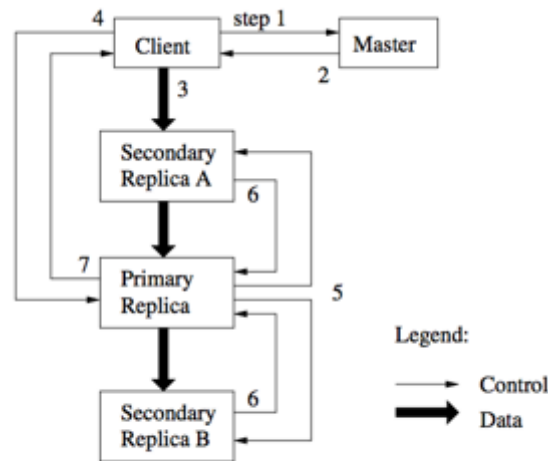 4
step 1
Client
Master
2
3
Secondary
Replica A
6
7
Primary
Replica
5
Legend:
Control
6
Secondary
Replica B
Data